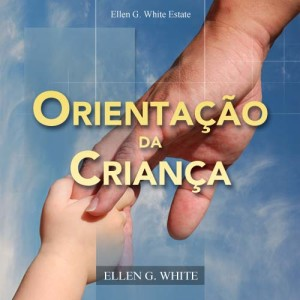 Ellen G. White Estate
ORIENTAÇÃO
DA
CRIANÇA
ELLEN G. WHITE